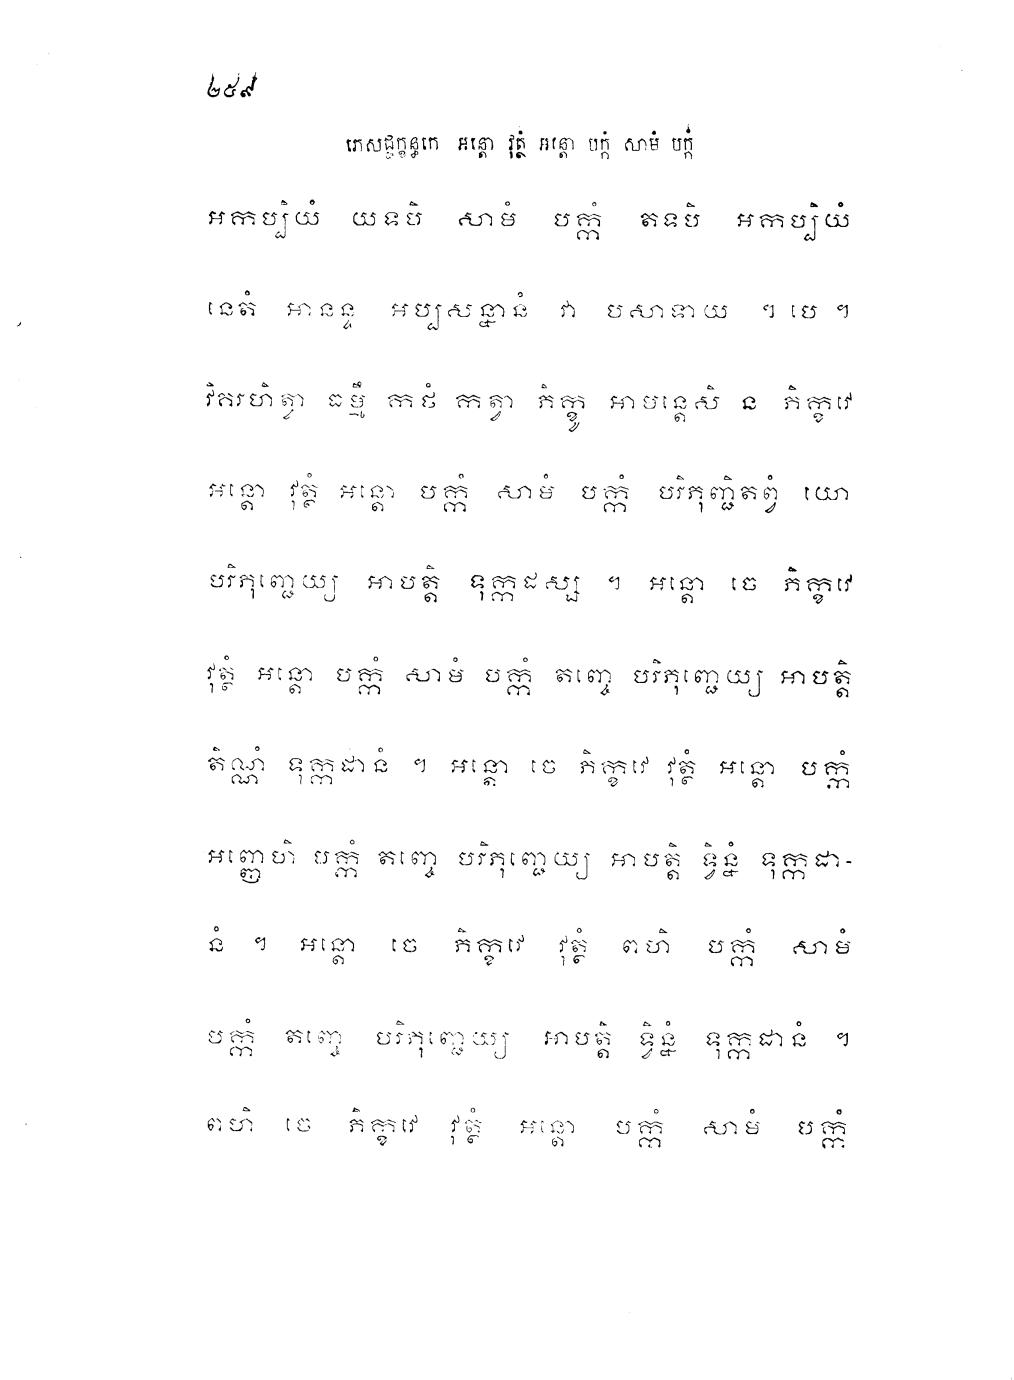 ២៥៩
ភេសជ្ជក្ខន្ធកេ អន្តោ វុត្ថំ អន្តោ បក្កំ សាមំ បក្កំ
អកប្បិយំ យទបិ សាមំ បក្កំ តទបិ អកប្បិយំ
នេតំ អានន្ទ អប្បសន្នានំ វា បសាទាយ ។ បេ ។
វិគរហិត្វា ធម្មឹ កថំ កត្វា ភិក្ខូ អាមន្តេសិ ន ភិក្ខវេ
អន្តោ វុត្ថំ អន្តោ បក្កំ សាមំ បក្កំ បរិភុញ្ជិតព្វំ យោ
បរិភុញ្ជេយ្យ អាបត្តិ ទុក្កដស្ស ។ អន្តោ ចេ ភិក្ខវេ
វុត្ថំ អន្តោ បក្កំ សាមំ បក្កំ តញ្ចេ បរិភុញ្ជេយ្យ អាបត្តិ
តិណ្ណំ ទុក្កដានំ ។ អន្តោ ចេ ភិក្ខវេ វុត្ថំ អន្តោ បក្កំ
អញ្ញេហិ បក្កំ តញ្ចេ បរិភុញ្ជេយ្យ អាបត្តិ ទ្វិន្នំ ទុក្កដា-
នំ ។ អន្តោ ចេ ភិក្ខវេ វុត្ថំ ពហិ បក្កំ សាមំ
បក្កំ តញ្ចេ បរិភុញ្ជេយ្យ អាបត្តិ ទ្វិន្នំ ទុក្កដានំ ។
ពហិ ចេ ភិក្ខវេ វុត្ថំ អន្តោ បក្កំ សាមំ បក្កំ